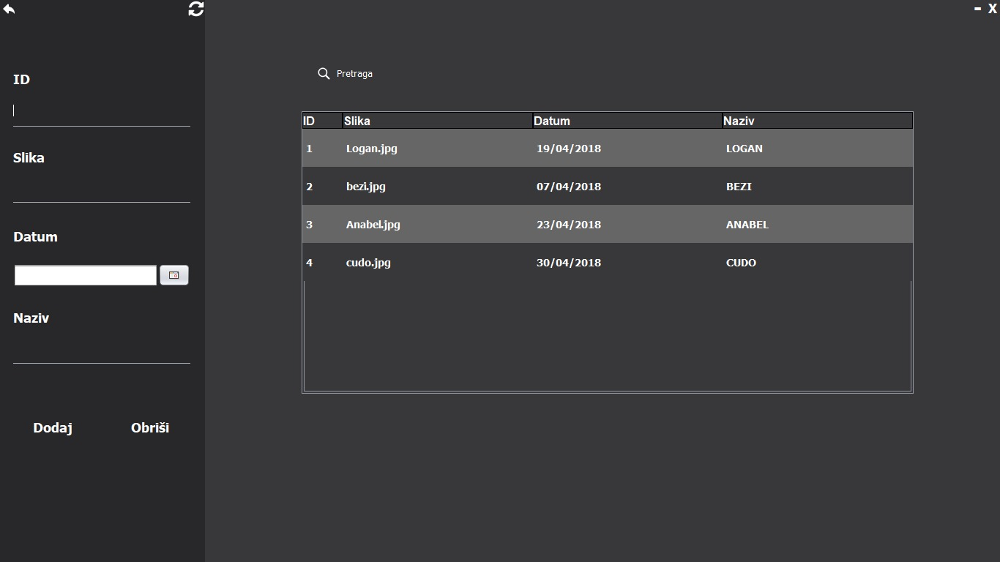 - X
ID
Slika
Datum
Naziv
Dodaj Obriši
Pretraga
ID Slika Datum Naziv
1 Logan.jpg 19/04/2018 LOGAN
2 bezi.jpg 07/04/2018 BEZI
3 Anabel.jpg 23/04/2018 ANABEL
4 cudo.jpg 30/04/2018 CUDO